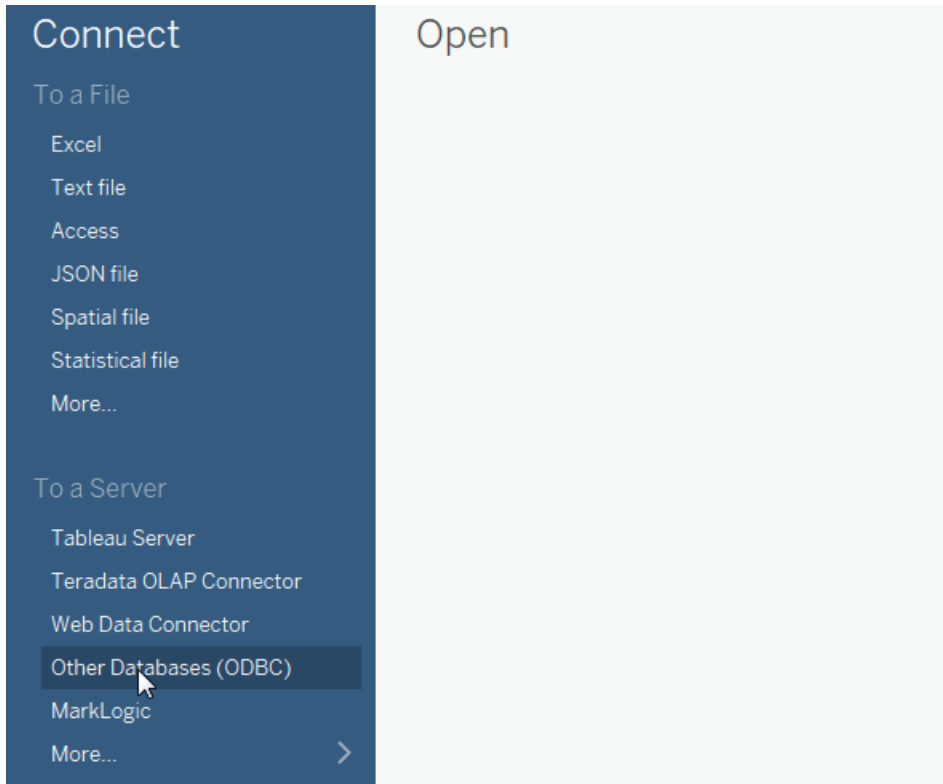 Connect
To a File
Excel
Text file
Access
JSON file
Spatial file
Statistical file
More...
To a Server
Tableau Server
Teradata OLAP Connector
Web Data Connector
Other Databases (ODBC)
MarkLogic
More...
Open